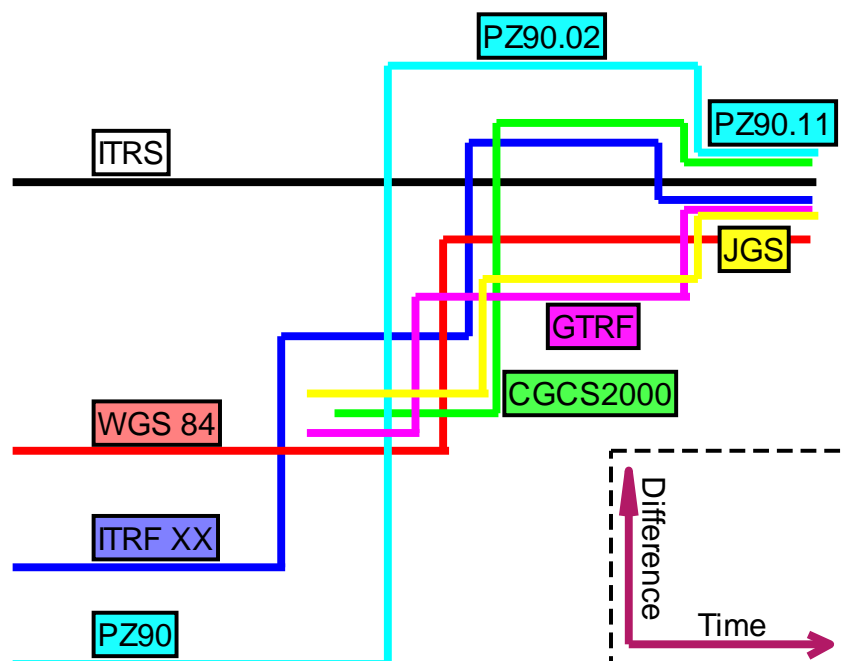 PZ90.02
PZ90.11
ITRS
JGS
GTRF
CGCS2000
WGS 84
ITRF XX
PZ90
Difference
Time